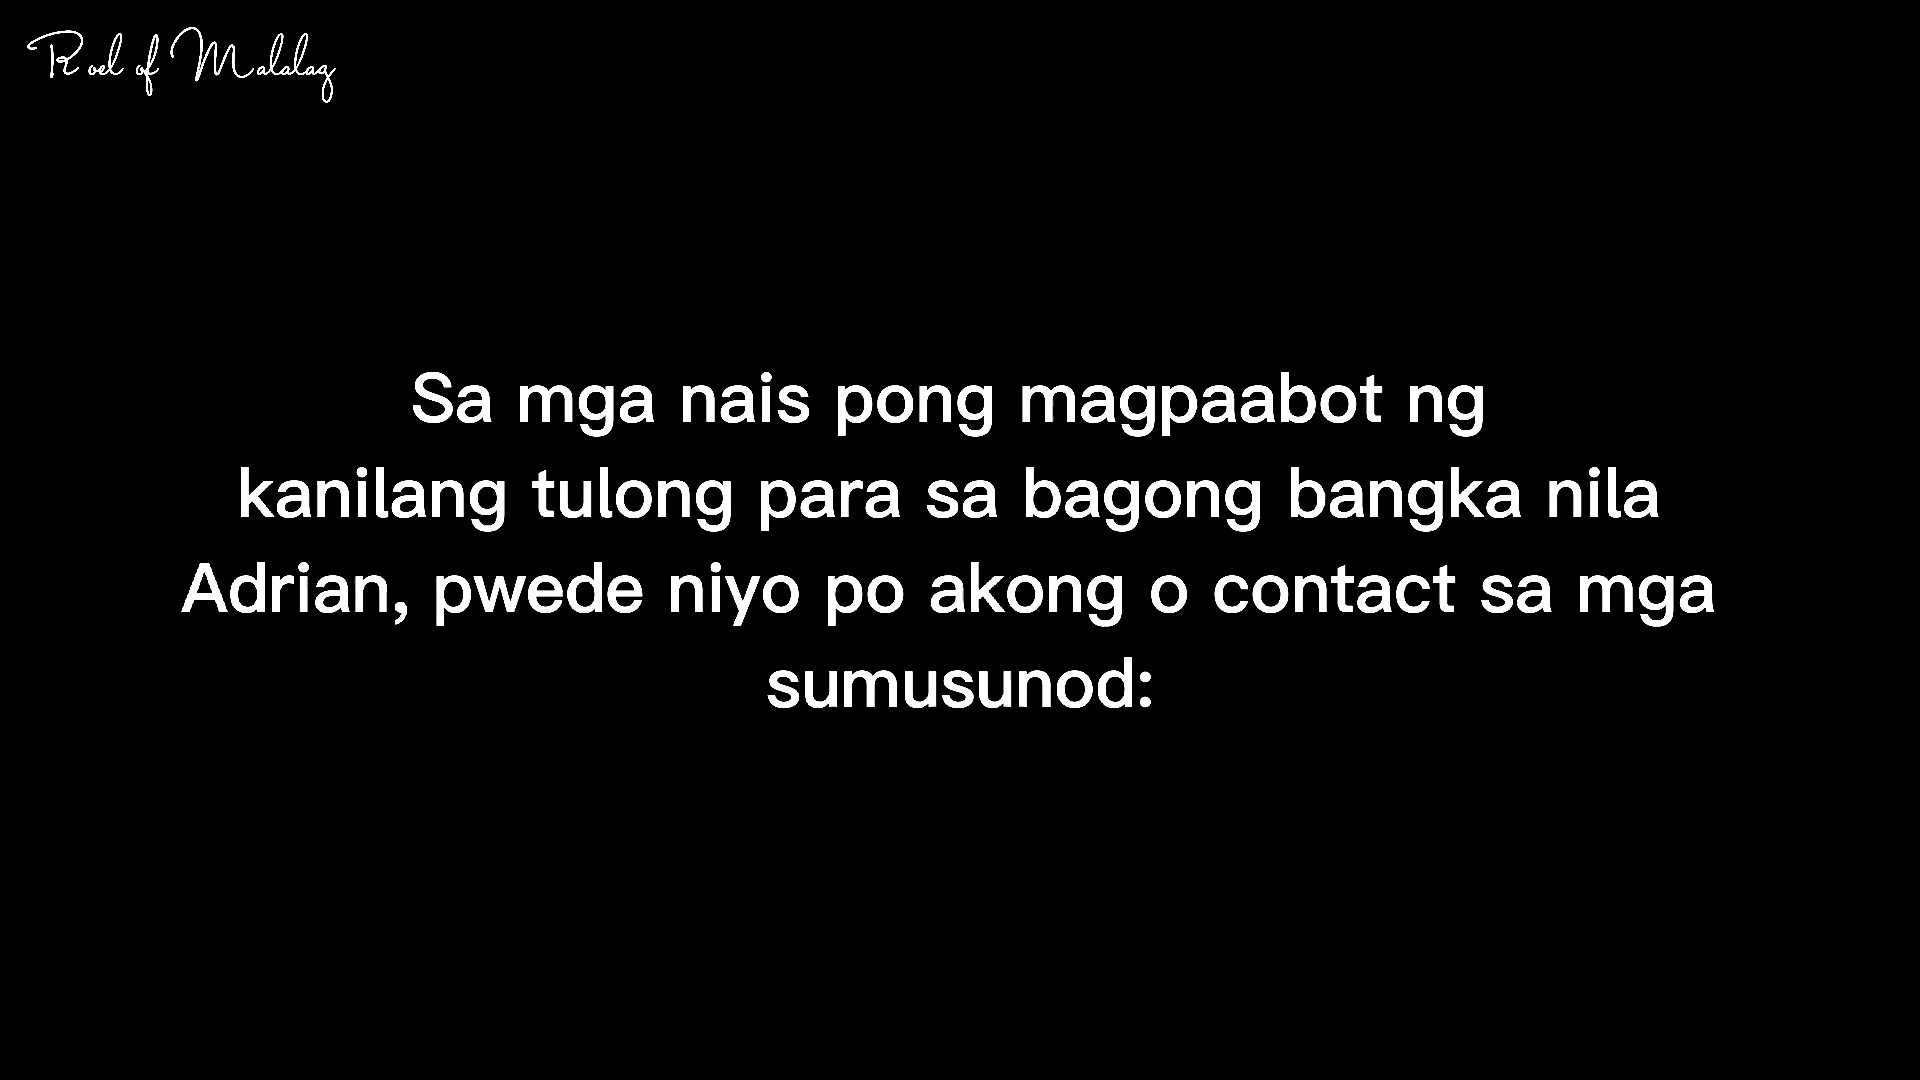 Roel of Malalag
Sa mga nais pong magpaabot ng
kanilang tulong para sa bagong bangka nila
Adrian, pwede niyo po akong o contact sa mga
sumusunod: